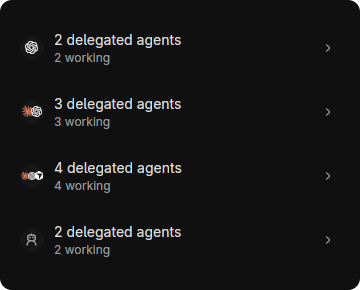 2 delegated agents
2 working
3 delegated agents
3 working
4 delegated agents
4 working
2 delegated agents
2 working